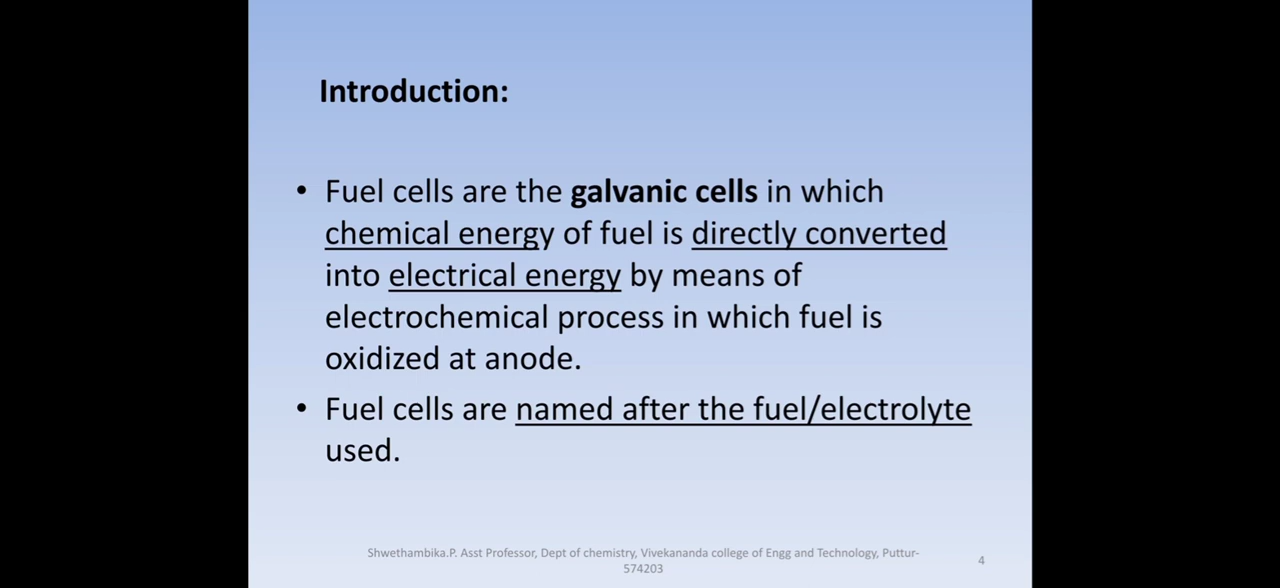 Introduction:
• Fuel cells are the galvanic cells in which
chemical energy of fuel is directly converted
into electrical energy by means of
electrochemical process in which fuel is
oxidized at anode.
• Fuel cells are named after the fuel/electrolyte
used.
Shwethambika.P. Asst Professor, Dept of chemistry, Vivekananda college of Engg and Technology, Puttur-
574203
4